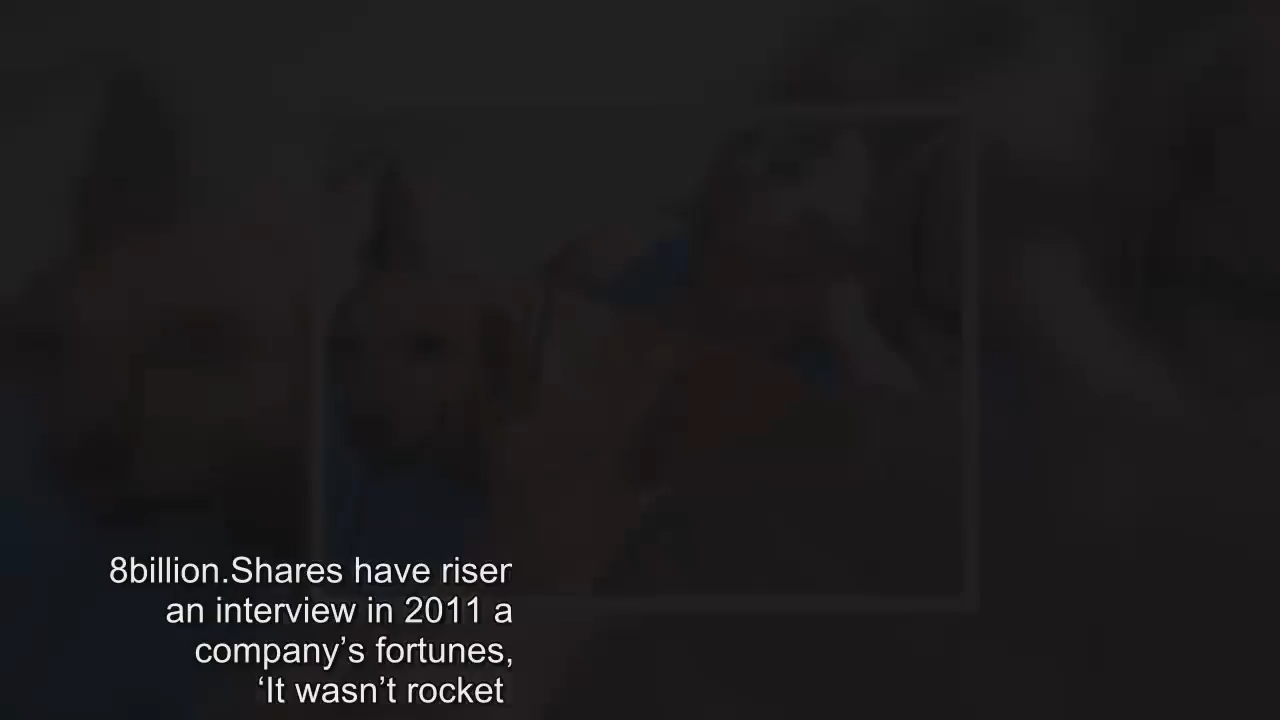 8billion.Shares have riser
an interview in 2011 a
company’s fortunes,
‘It wasn’t rocket